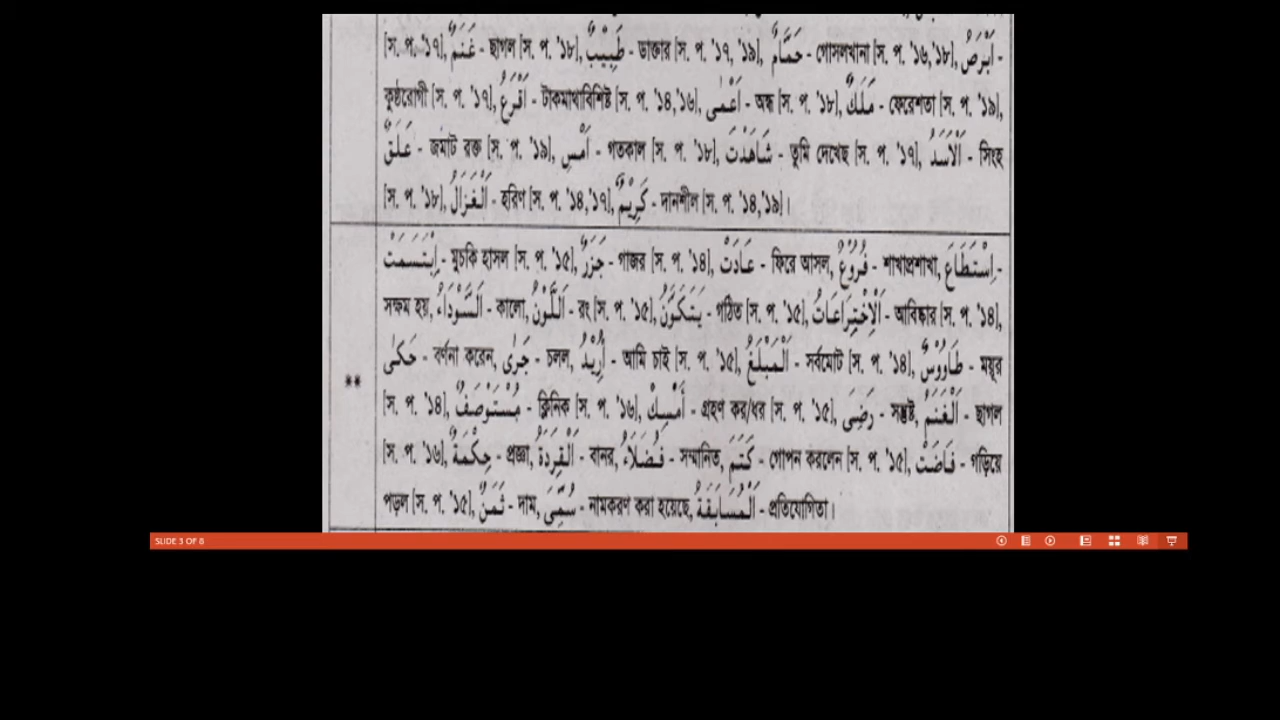 [স. প. '১৭], غَنَمٌ - ছাগল [স. প. '১৮], طَبِيْبٌ - ডাক্তার [স. প. '১৭, '১৯], حَمَّامٌ - গোসলখানা [স. প. '১৬,'১৮], أَبْرَصُ -
কুষ্ঠরোগী [স. প. '১৭], أَقْرَعُ - টাকমাথাবিশিষ্ট [স. প. '১৪,'১৬], أَعْمٰى - অন্ধ [স. প. '১৮], مَلَكٌ - ফেরেশতা [স. প. '১৯],
عَلَقٌ - জমাট রক্ত [স. প. '১৯], أَمْسِ - গতকাল [স. প. '১৮], شَاهَدْتَ - তুমি দেখেছ [স. প. '১৭], اَلْأَسَدُ - সিংহ
[স. প. '১৮], اَلْغَزَالُ - হরিণ [স. প. '১৪,'১৭], كَرِيْمٌ - দানশীল [স. প. '১৪,'১৯]।
اِبْتَسَمَتْ - মুচকি হাসল [স. প. '১৫], جَزَرٌ - গাজর [স. প. '১৪], عَادَتْ - ফিরে আসল, فُرُوْعٌ - শাখাপ্রশাখা, اِسْتَطَاعَ -
সক্ষম হয়, اَلسَّوْدَاءُ - কালো, اَللَّوْنُ - রং [স. প. '১৫], يَتَكَوَّنُ - গঠিত [স. প. '১৫], اَلْاِخْتِرَاعَاتُ - আবিষ্কার [স. প. '১৪],
حَكٰى - বর্ণনা করেন, جَرٰى - চলল, أُرِيْدُ - আমি চাই [স. প. '১৫], اَلْمَبْلَغُ - সর্বমোট [স. প. '১৪], طَاوُوْسٌ - ময়ূর
** [স. প. '১৪], مُسْتَوْصَفٌ - ক্লিনিক [স. প. '১৬], أَمْسِكْ - গ্রহণ কর/ধর [স. প. '১৫], رَضِىَ - সন্তুষ্ট, اَلْغَنَمُ - ছাগল
[স. প. '১৬], حِكْمَةٌ - প্রজ্ঞা, اَلْقِرَدَةُ - বানর, فُضَلَاءُ - সম্মানিত, كَتَمَ - গোপন করলেন [স. প. '১৫], فَاضَتْ - গড়িয়ে
পড়ল [স. প. '১৫], ثَمَنٌ - দাম, سُمِّىَ - নামকরণ করা হয়েছে, اَلْمُسَابَقَةُ - প্রতিযোগিতা।
SLIDE 3 OF 8